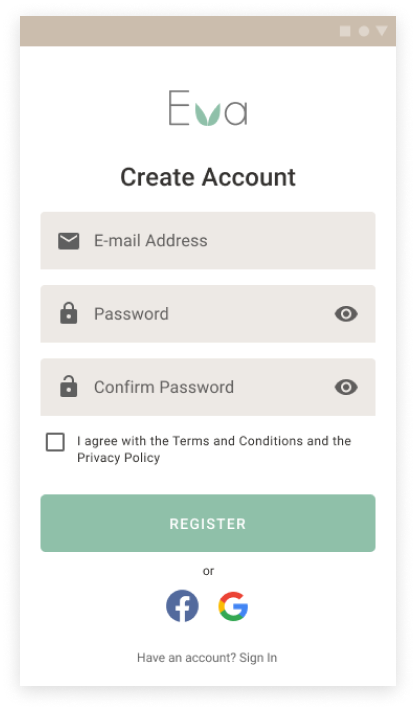 Eva
Create Account
E-mail Address
Password
Confirm Password
I agree with the Terms and Conditions and the
Privacy Policy
REGISTER
or
Have an account? Sign In